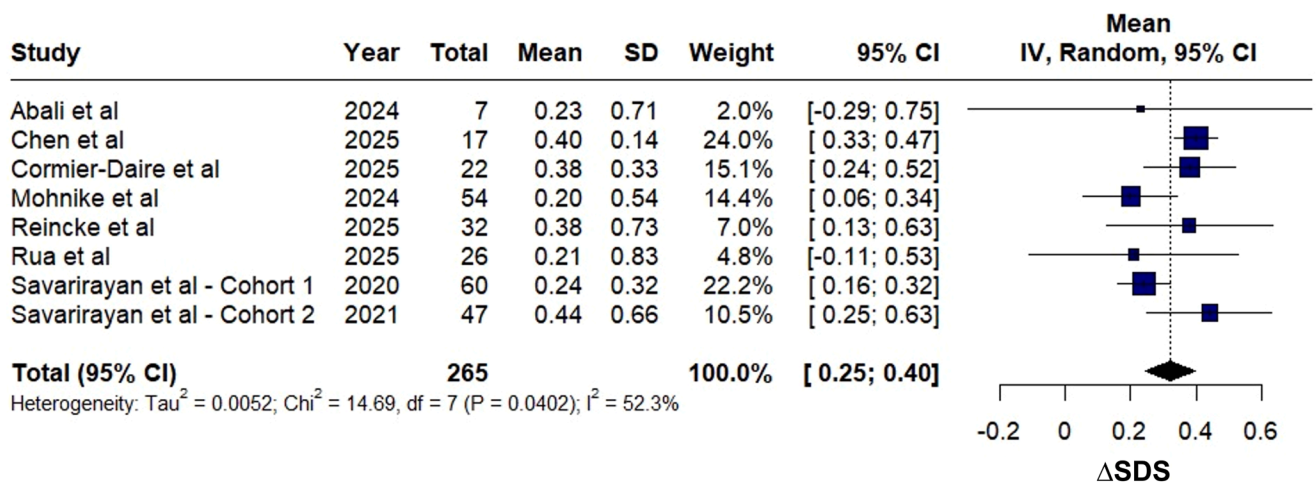 Mean
Study Year Total Mean SD Weight 95% CI IV, Random, 95% CI
Abali et al 2024 7 0.23 0.71 2.0% [-0.29; 0.75]
Chen et al 2025 17 0.40 0.14 24.0% [ 0.33; 0.47]
Cormier-Daire et al 2025 22 0.38 0.33 15.1% [ 0.24; 0.52]
Mohnike et al 2024 54 0.20 0.54 14.4% [ 0.06; 0.34]
Reincke et al 2025 32 0.38 0.73 7.0% [ 0.13; 0.63]
Rua et al 2025 26 0.21 0.83 4.8% [-0.11; 0.53]
Savarirayan et al - Cohort 1 2020 60 0.24 0.32 22.2% [ 0.16; 0.32]
Savarirayan et al - Cohort 2 2021 47 0.44 0.66 10.5% [ 0.25; 0.63]
Total (95% CI) 265 100.0% [ 0.25; 0.40]
Heterogeneity: Tau² = 0.0052; Chi² = 14.69, df = 7 (P = 0.0402); I² = 52.3%
-0.2 0 0.2 0.4 0.6
ΔSDS